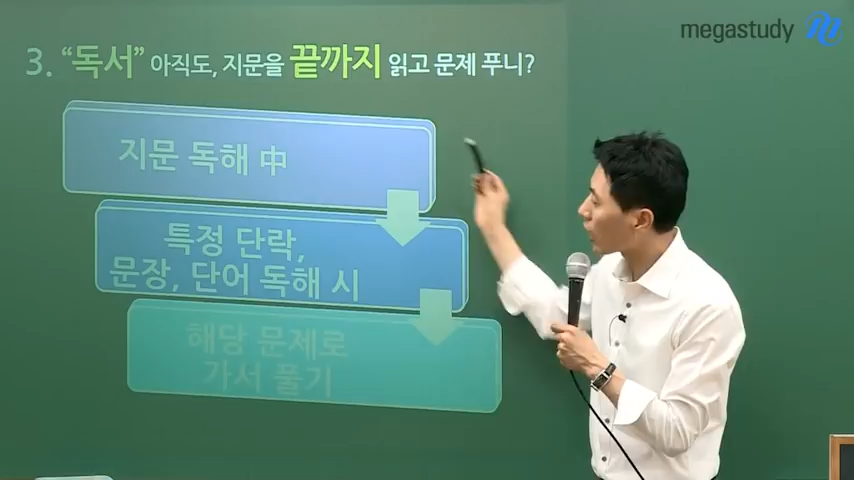 megastudy
3. “독서” 아직도, 지문을 끝까지 읽고 문제 푸니?
지문 독해 中
특정 단락,
문장, 단어 독해 시
해당 문제로
가서 풀기